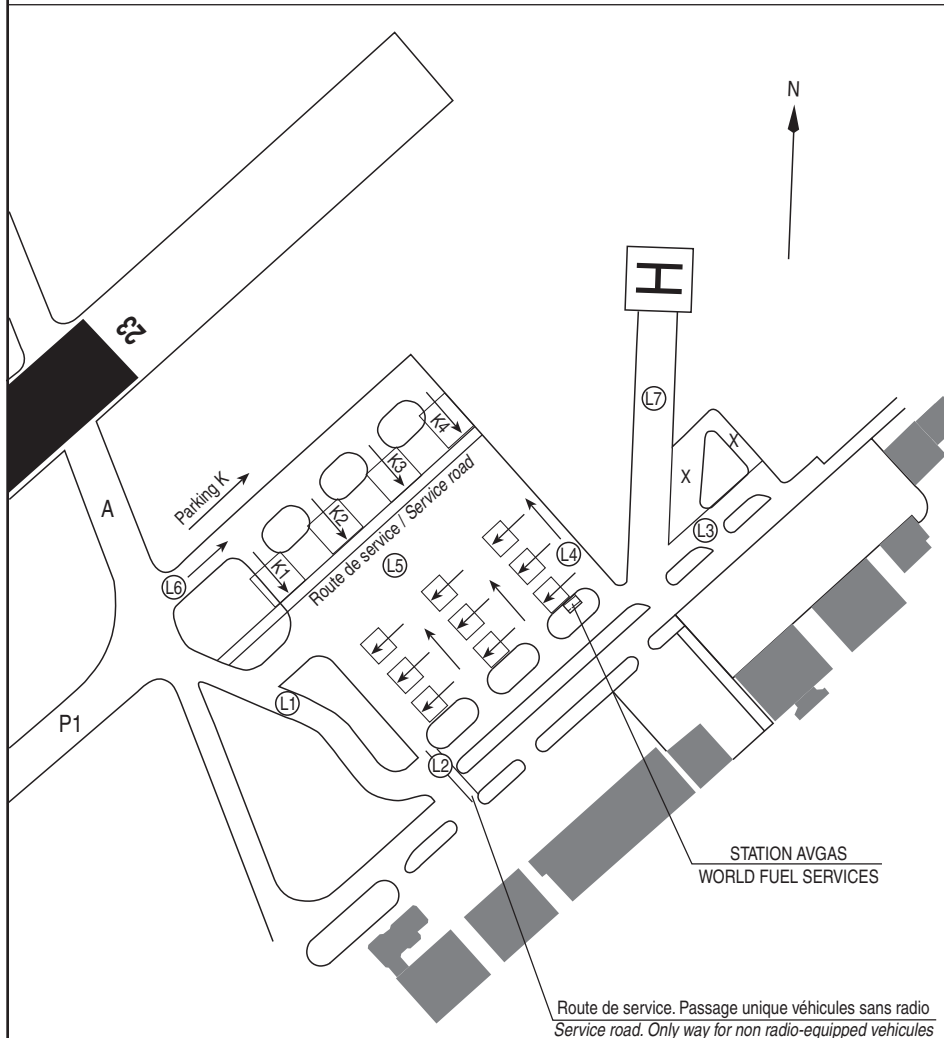 N
H
23
L7
K4
X
X
Parking K
K3
A
K2
L3
Route de service / Service road
L4
K1
L5
L6
L1
P1
L2
STATION AVGAS
WORLD FUEL SERVICES
Route de service. Passage unique véhicules sans radio
Service road. Only way for non radio-equipped vehicules